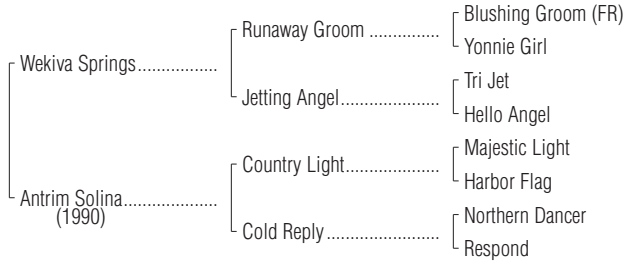 Blushing Groom (FR)
Runaway Groom ................
Yonnie Girl
Wekiva Springs.................
Tri Jet
Jetting Angel......................
Hello Angel
Majestic Light
Country Light.....................
Harbor Flag
Antrim Solina....................
(1990)
Northern Dancer
Cold Reply .........................
Respond